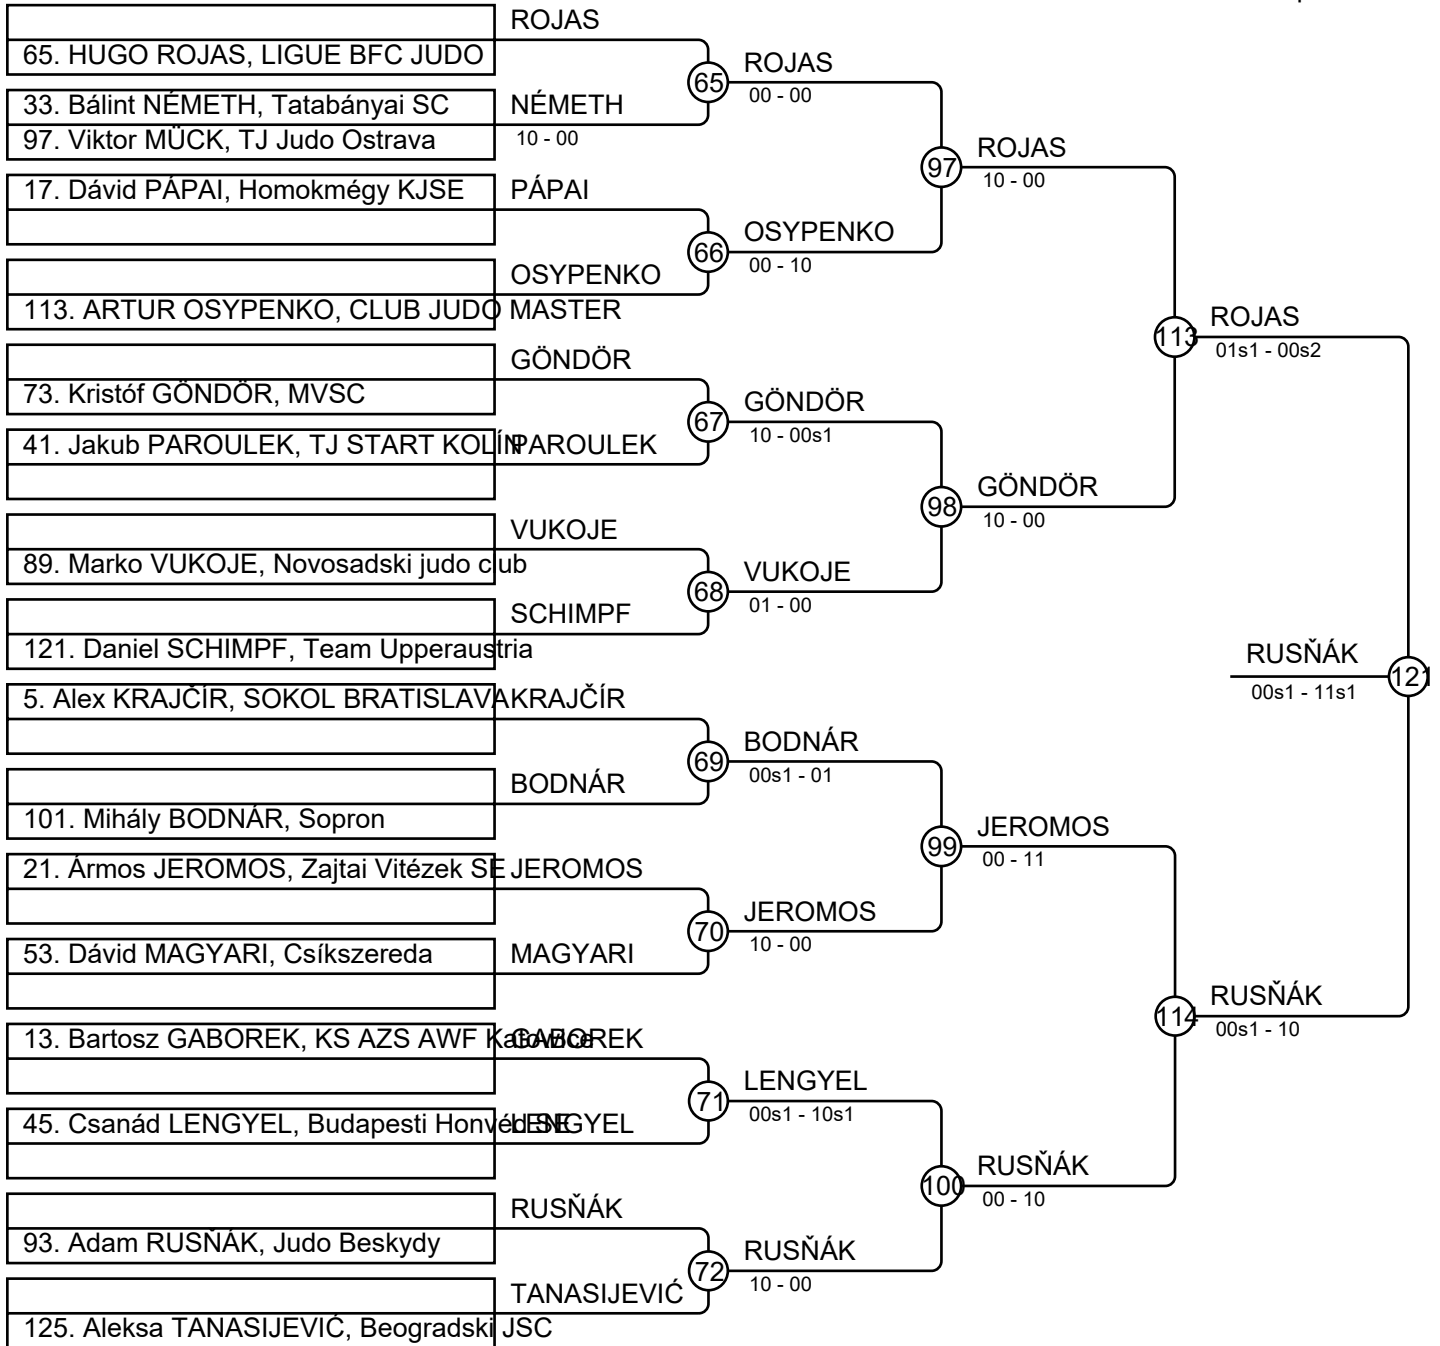 ROJAS
65. HUGO ROJAS, LIGUE BFC JUDO
65
ROJAS
00 - 00
33. Bálint NÉMETH, Tatabányai SC
NÉMETH
97. Viktor MÜCK, TJ Judo Ostrava
10 - 00
97
ROJAS
10 - 00
17. Dávid PÁPAI, Homokmégy KJSE
PÁPAI
66
OSYPENKO
00 - 10
OSYPENKO
113. ARTUR OSYPENKO, CLUB JUDO MASTER
113
ROJAS
01s1 - 00s2
GÖNDÖR
73. Kristóf GÖNDÖR, MVSC
67
GÖNDÖR
10 - 00s1
41. Jakub PAROULEK, TJ START KOLÍN
PAROULEK
98
GÖNDÖR
10 - 00
VUKOJE
89. Marko VUKOJE, Novosadski judo club
68
VUKOJE
01 - 00
SCHIMPF
121. Daniel SCHIMPF, Team Upperaustria
RUSŇÁK
121
00s1 - 11s1
5. Alex KRAJČÍR, SOKOL BRATISLAVA
KRAJČÍR
69
BODNÁR
00s1 - 01
BODNÁR
101. Mihály BODNÁR, Sopron
99
JEROMOS
00 - 11
21. Ármos JEROMOS, Zajtai Vitézek SE
JEROMOS
70
JEROMOS
10 - 00
53. Dávid MAGYARI, Csíkszereda
MAGYARI
114
RUSŇÁK
00s1 - 10
13. Bartosz GABOREK, KS AZS AWF Katowice
GABOREK
71
LENGYEL
00s1 - 10s1
45. Csanád LENGYEL, Budapesti Honvéd SE
LENGYEL
100
RUSŇÁK
00 - 10
RUSŇÁK
93. Adam RUSŇÁK, Judo Beskydy
72
RUSŇÁK
10 - 00
TANASIJEVIĆ
125. Aleksa TANASIJEVIĆ, Beogradski JSC